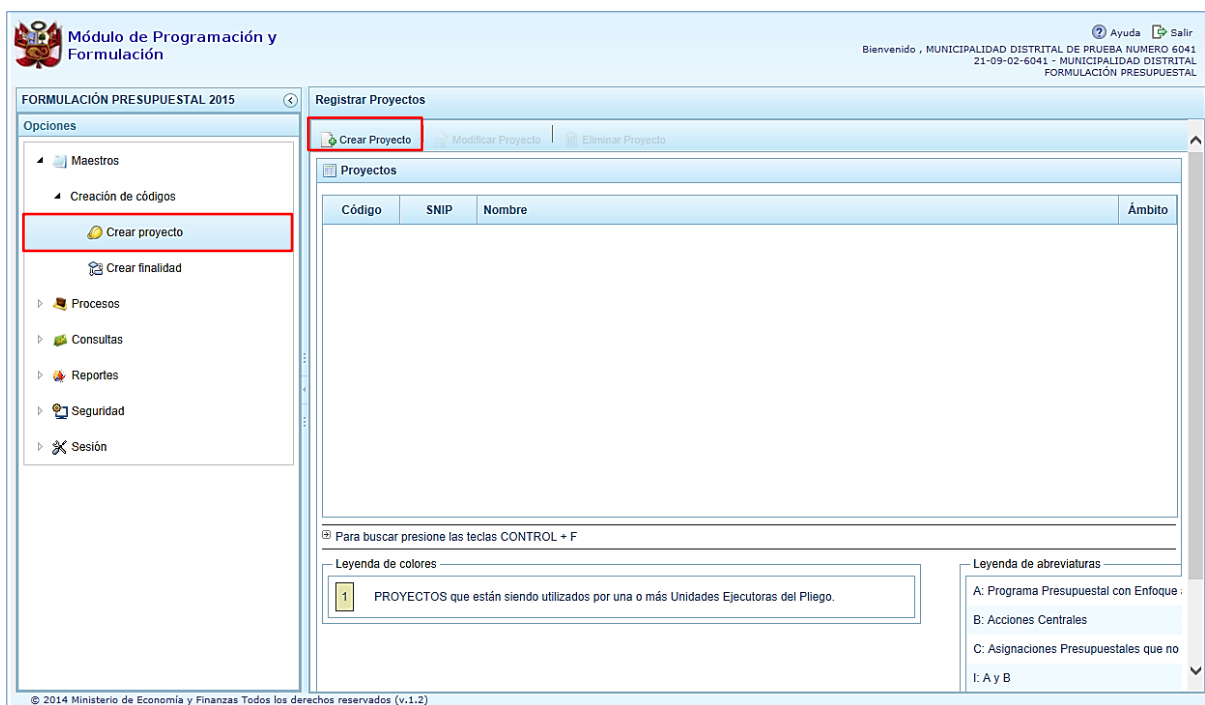 Módulo de Programación y
Formulación
Ayuda Salir
Bienvenido , MUNICIPALIDAD DISTRITAL DE PRUEBA NUMERO 6041
21-09-02-6041 - MUNICIPALIDAD DISTRITAL
FORMULACIÓN PRESUPUESTAL
FORMULACIÓN PRESUPUESTAL 2015
Opciones
Maestros
Creación de códigos
Crear proyecto
Crear finalidad
Procesos
Consultas
Reportes
Seguridad
Sesión
Registrar Proyectos
Crear Proyecto Modificar Proyecto Eliminar Proyecto
Proyectos
Código SNIP Nombre Ámbito
Para buscar presione las teclas CONTROL + F
Leyenda de colores
1 PROYECTOS que están siendo utilizados por una o más Unidades Ejecutoras del Pliego.
Leyenda de abreviaturas
A: Programa Presupuestal con Enfoque
B: Acciones Centrales
C: Asignaciones Presupuestales que no
I: A y B
© 2014 Ministerio de Economía y Finanzas Todos los derechos reservados (v.1.2)